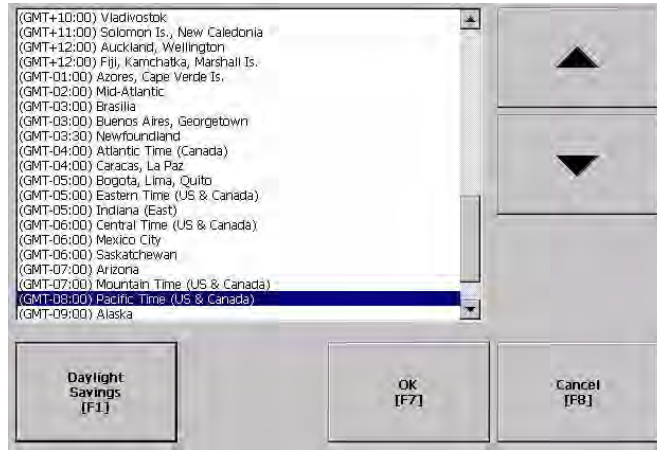 (GMT+10:00) Vladivostok
(GMT+11:00) Solomon Is., New Caledonia
(GMT+12:00) Auckland, Wellington
(GMT+12:00) Fiji, Kamchatka, Marshall Is.
(GMT-01:00) Azores, Cape Verde Is.
(GMT-02:00) Mid-Atlantic
(GMT-03:00) Brasilia
(GMT-03:00) Buenos Aires, Georgetown
(GMT-03:30) Newfoundland
(GMT-04:00) Atlantic Time (Canada)
(GMT-04:00) Caracas, La Paz
(GMT-05:00) Bogota, Lima, Quito
(GMT-05:00) Eastern Time (US & Canada)
(GMT-05:00) Indiana (East)
(GMT-06:00) Central Time (US & Canada)
(GMT-06:00) Mexico City
(GMT-06:00) Saskatchewan
(GMT-07:00) Arizona
(GMT-07:00) Mountain Time (US & Canada)
(GMT-08:00) Pacific Time (US & Canada)
(GMT-09:00) Alaska
Daylight
Savings
[F1]
OK
[F7]
Cancel
[F8]